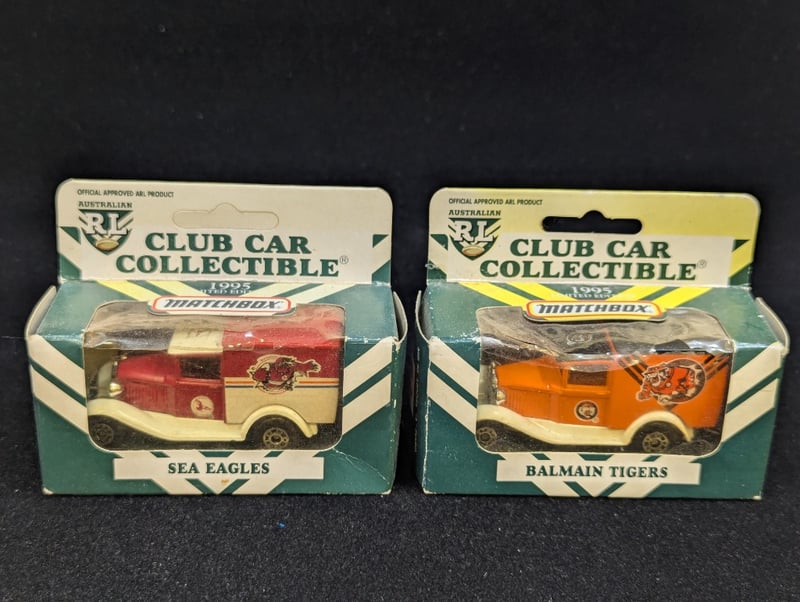 OFFICIAL APPROVED ARL PRODUCT
AUSTRALIAN
RL
CLUB CAR
COLLECTIBLE®
1995
MATCHBOX
SEA EAGLES
OFFICIAL APPROVED ARL PRODUCT
AUSTRALIAN
RL
CLUB CAR
COLLECTIBLE®
1995
MATCHBOX
BALMAIN TIGERS